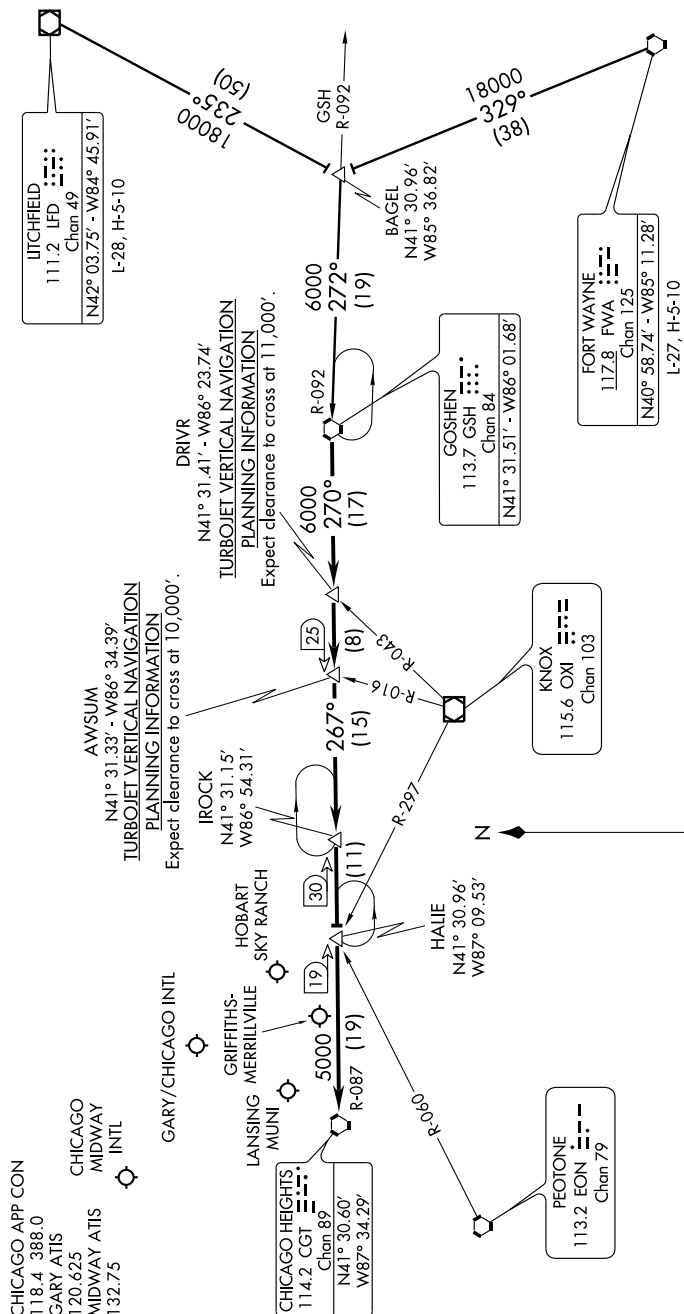 CHICAGO APP CON
118.4 388.0
GARY ATIS
120.625
MIDWAY ATIS
132.75
CHICAGO
MIDWAY
INTL
GARY/CHICAGO INTL
LANSING
MUNI
GRIFFITHS-
MERRILLVILLE
HOBART
SKY RANCH
CHICAGO HEIGHTS
114.2 CGT
Chan 89
N41° 30.60'
W87° 34.29'
R-087
5000
(19)
19
30
(11)
HALIE
N41° 30.96'
W87° 09.53'
IROCK
N41° 31.15'
W86° 54.31'
AWSUM
N41° 31.33' - W86° 34.39'
TURBOJET VERTICAL NAVIGATION
PLANNING INFORMATION
Expect clearance to cross at 10,000'.
267°
(15)
25
(8)
DRIVR
N41° 31.41' - W86° 23.74'
TURBOJET VERTICAL NAVIGATION
PLANNING INFORMATION
Expect clearance to cross at 11,000'.
6000
270°
(17)
R-092
6000
272°
(19)
GOSHEN
113.7 GSH
Chan 84
N41° 31.51' - W86° 01.68'
BAGEL
N41° 30.96'
W85° 36.82'
GSH
R-092
LITCHFIELD
111.2 LFD
Chan 49
N42° 03.75' - W84° 45.91'
L-28, H-5-10
18000
235°
(50)
18000
329°
(38)
FORT WAYNE
117.8 FWA
Chan 125
N40° 58.74' - W85° 11.28'
L-27, H-5-10
R-043
R-016
R-297
KNOX
115.6 OXI
Chan 103
N
R-060
PEOTONE
113.2 EON
Chan 79